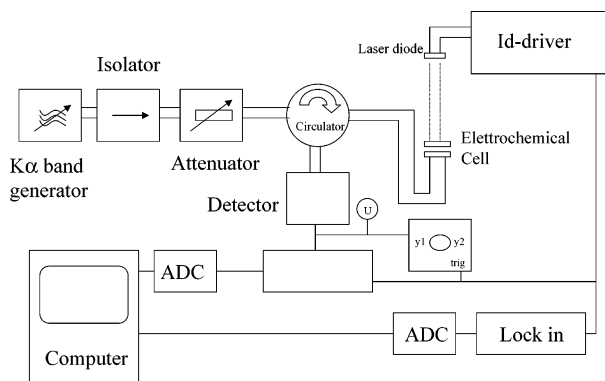 Laser diode
Id-driver
Isolator
Circulator
Kα band
generator
Attenuator
Elettrochemical
Cell
Detector
U
y1
y2
trig
ADC
Computer
ADC
Lock in